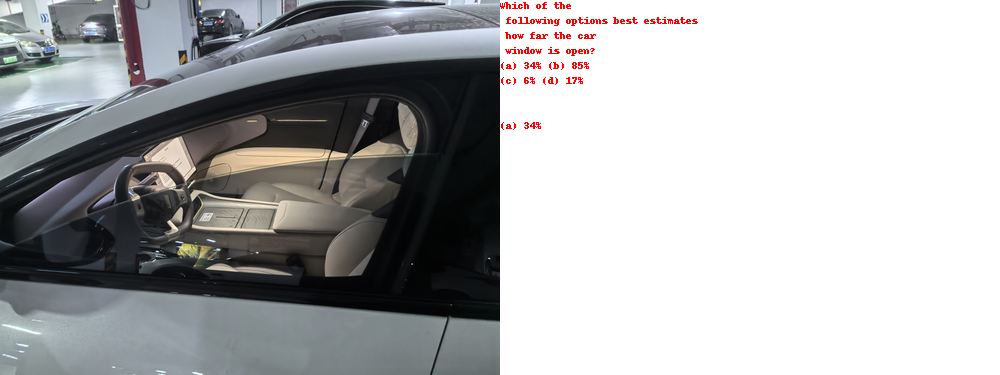 Which of the
following options best estimates
how far the car
window is open?
(a) 34% (b) 85%
(c) 6% (d) 17%
(a) 34%